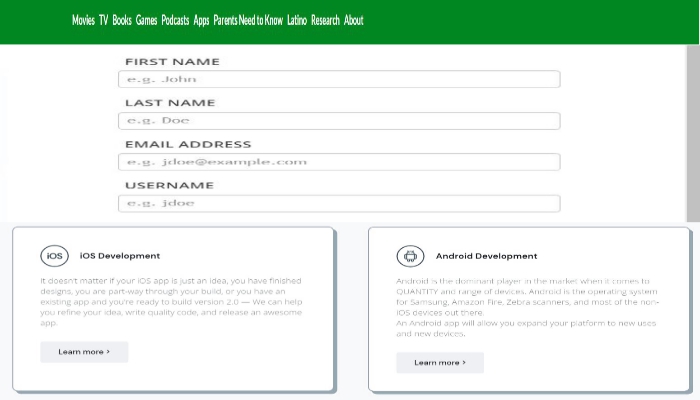 Movies TV Books Games Podcasts Apps Parents Need to Know Latino Research About
FIRST NAME
e.g. John
LAST NAME
e.g. Doe
EMAIL ADDRESS
e.g. jdoe@example.com
USERNAME
e.g. jdoe
iOS
iOS Development
It doesn't matter if your iOS app is just an idea, you have finished
designs, you are part-way through your build, or you have an
existing app and you're ready to build version 2.0 — We can help
you refine your idea, write quality code, and release an awesome
app.
Learn more >
Android Development
Android is the dominant player in the market when it comes to
QUANTITY and range of devices. Android is the operating system
for Samsung, Amazon Fire, Zebra scanners, and most of the non-
iOS devices out there.
An Android app will allow you expand your platform to new uses
and new devices.
Learn more >